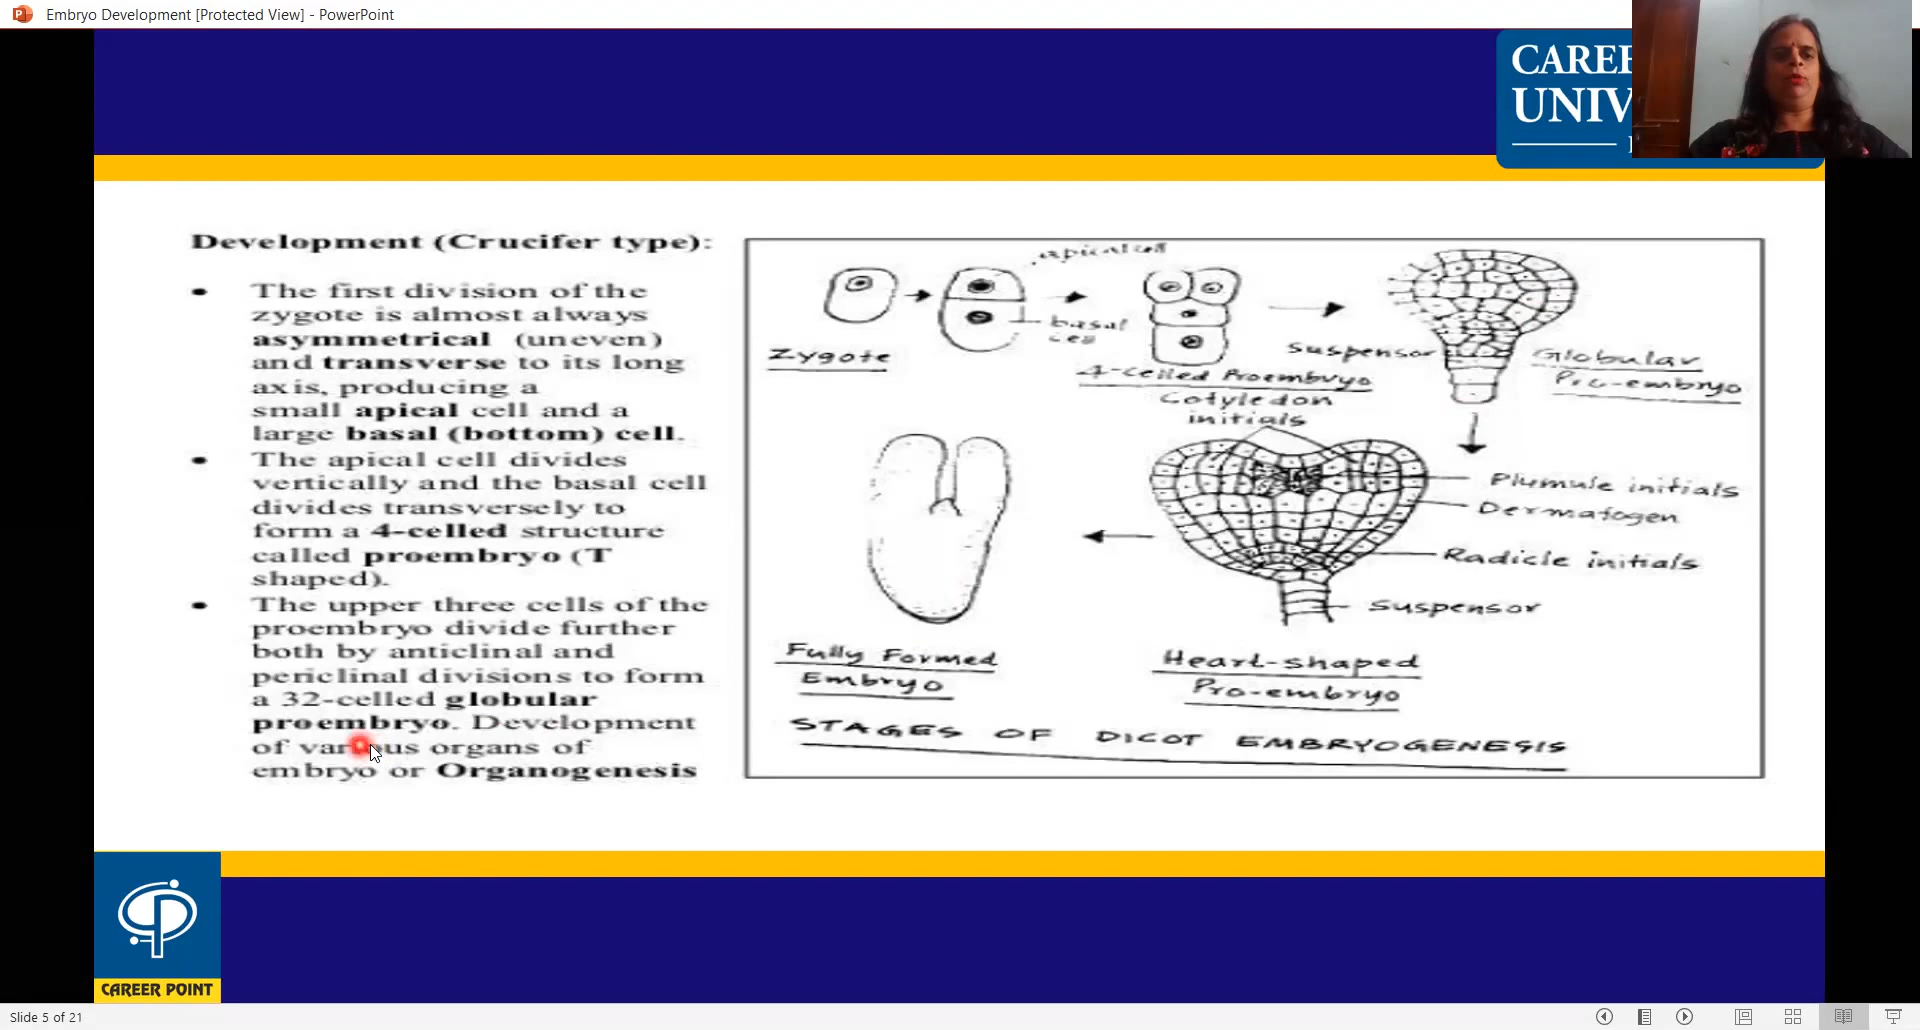 Embryo Development [Protected View] - PowerPoint
CAREE
UNIV
Development (Crucifer type):
• The first division of the
zygote is almost always
asymmetrical (uneven)
and transverse to its long
axis, producing a
small apical cell and a
large basal (bottom) cell.
• The apical cell divides
vertically and the basal cell
divides transversely to
form a 4-celled structure
called proembryo (T
shaped).
• The upper three cells of the
proembryo divide further
both by anticlinal and
periclinal divisions to form
a 32-celled globular
proembryo. Development
of various organs of
embryo or Organogenesis
apical cell
basal
cell
Zygote
4-celled Proembryo
suspensor
Globular
Pro-embryo
Cotyledon
initials
Plumule initials
Dermatogen
Radicle initials
Suspensor
Fully Formed
Embryo
Heart-shaped
Pro-embryo
STAGES OF DICOT EMBRYOGENESIS
CAREER POINT
Slide 5 of 21